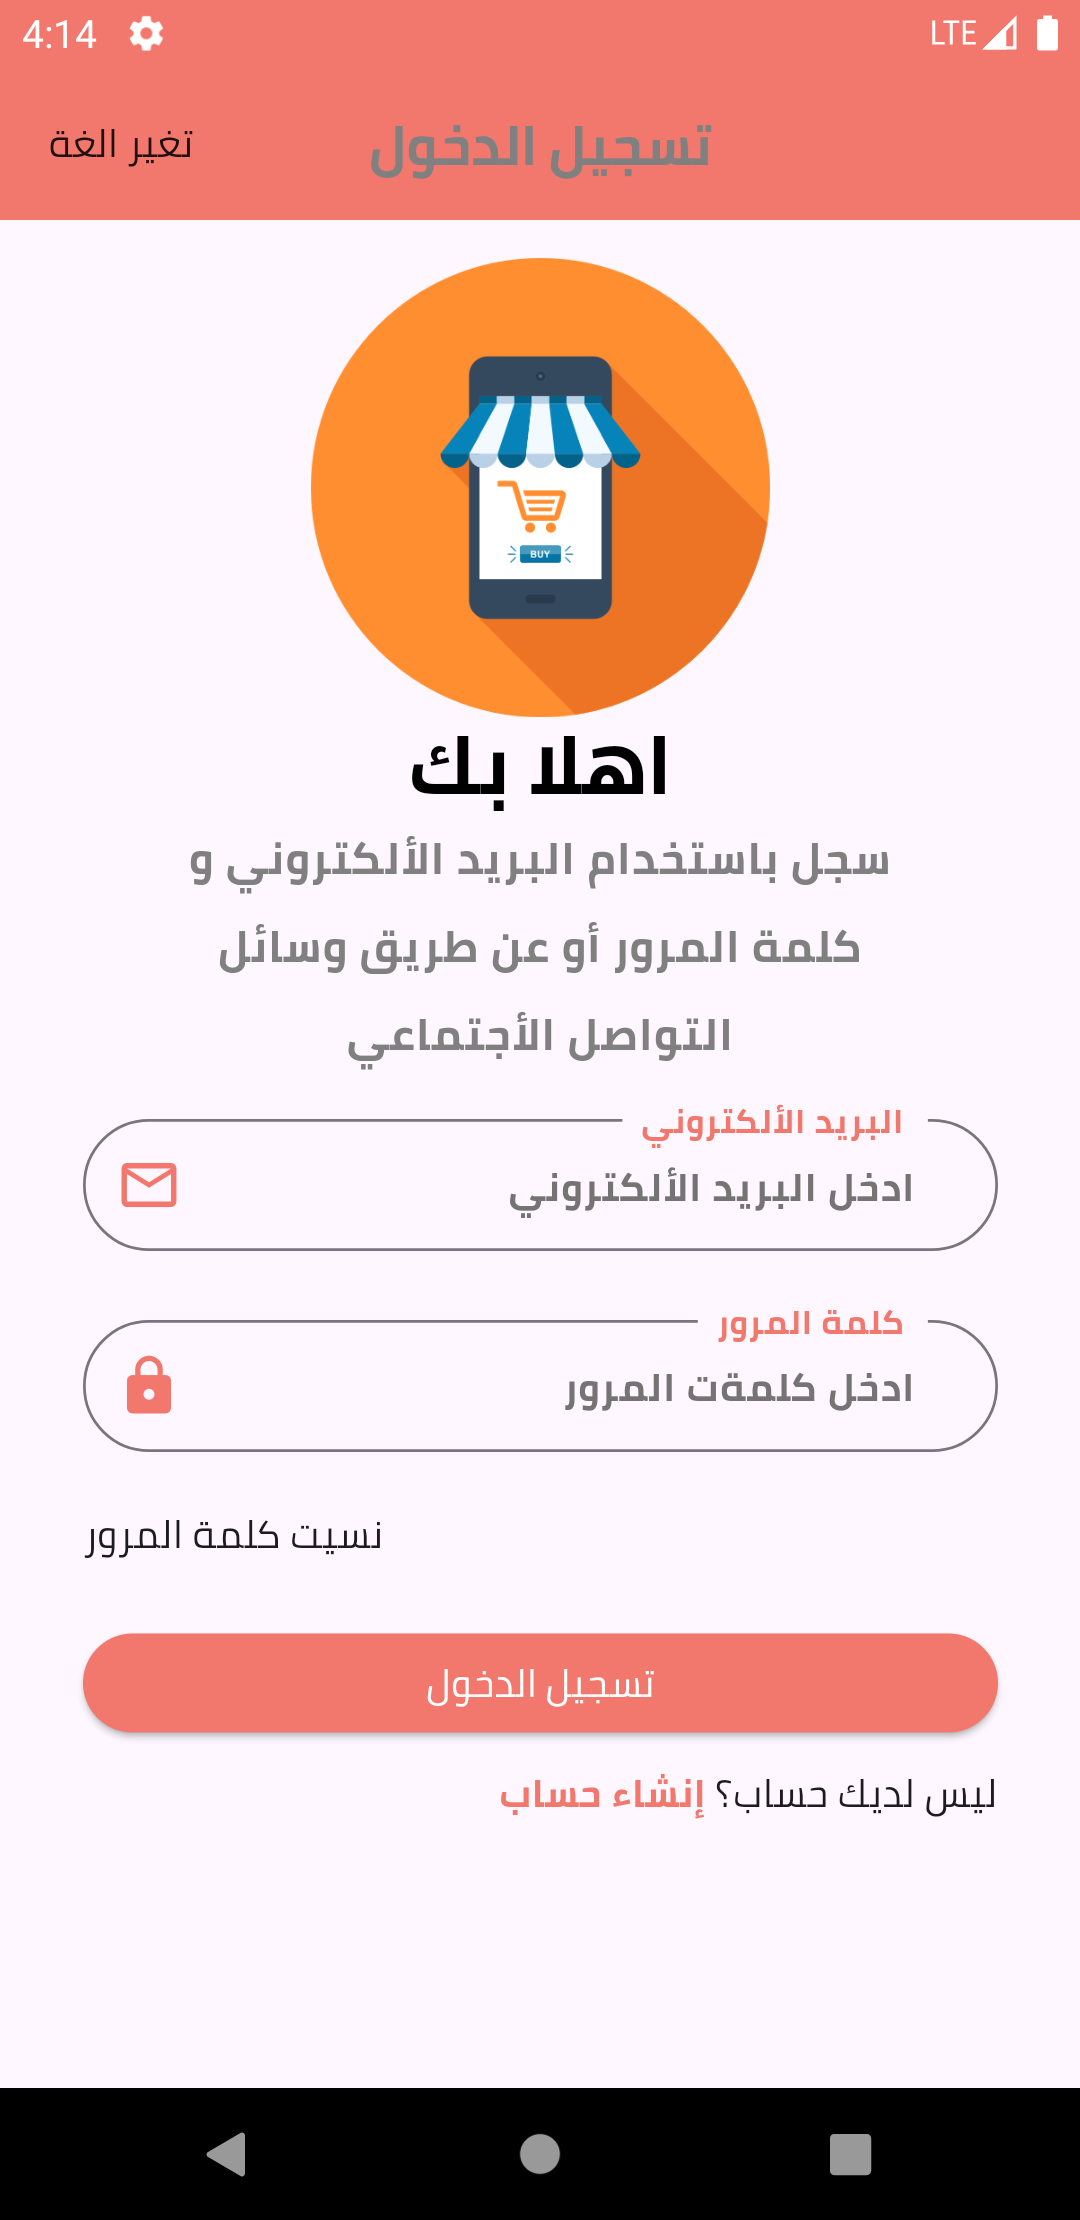 4:14 LTE
تسجيل الدخول
تغير الغة
BUY
اهلا بك
سجل باستخدام البريد الألكتروني و
كلمة المرور أو عن طريق وسائل
التواصل الأجتماعي
البريد الألكتروني
ادخل البريد الألكتروني
كلمة المرور
ادخل كلمةت المرور
نسيت كلمة المرور
تسجيل الدخول
ليس لديك حساب؟ إنشاء حساب